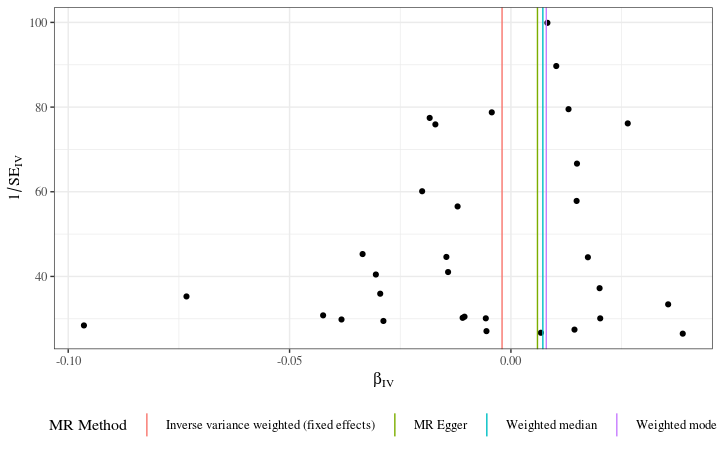 100
80
60
40
1/SE_IV
-0.10 -0.05 0.00
β_IV
MR Method Inverse variance weighted (fixed effects) MR Egger Weighted median Weighted mode